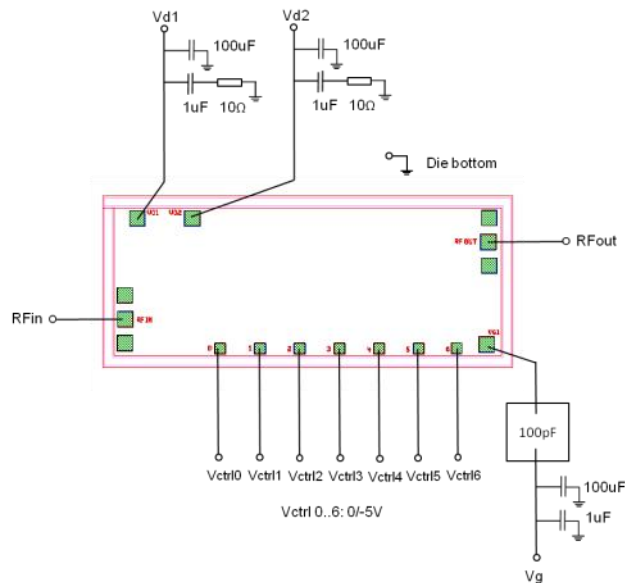 Vd1
Vd2
100uF
100uF
1uF 10Ω
1uF 10Ω
Die bottom
VD1
VD2
RF OUT
RFout
RFin
RF IN
VG1
0 1 2 3 4 5 6
100pF
Vctrl0 Vctrl1 Vctrl2 Vctrl3 Vctrl4 Vctrl5 Vctrl6
100uF
Vctrl 0..6: 0/-5V
1uF
Vg